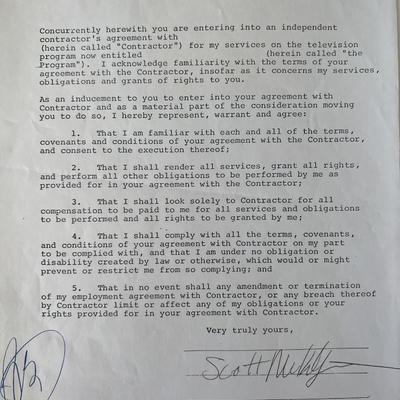 Concurrently herewith you are entering into an independent
contractor's agreement with
(herein called "Contractor") for my services on the television
program now entitled (herein called "the
Program"). I acknowledge familiarity with the terms of your
agreement with the Contractor, insofar as it concerns my services,
obligations and grants of rights to you.
As an inducement to you to enter into your agreement with
Contractor and as a material part of the consideration moving
you to do so, I hereby represent, warrant and agree:
1. That I am familiar with each and all of the terms,
covenants and conditions of your agreement with the Contractor,
and consent to the execution thereof;
2. That I shall render all services, grant all rights,
and perform all other obligations to be performed by me as
provided for in your agreement with the Contractor;
3. That I shall look solely to Contractor for all
compensation to be paid to me for all services and obligations
to be performed and all rights to be granted by me;
4. That I shall comply with all the terms, covenants,
and conditions of your agreement with Contractor on my part
to be complied with, and that I am under no obligation or
disability created by law or otherwise, which would or might
prevent or restrict me from so complying; and
5. That in no event shall any amendment or termination
of my employment agreement with Contractor, or any breach thereof
by Contractor limit or affect any of my obligations or your
rights provided for in your agreement with Contractor.
Very truly yours,
Scott